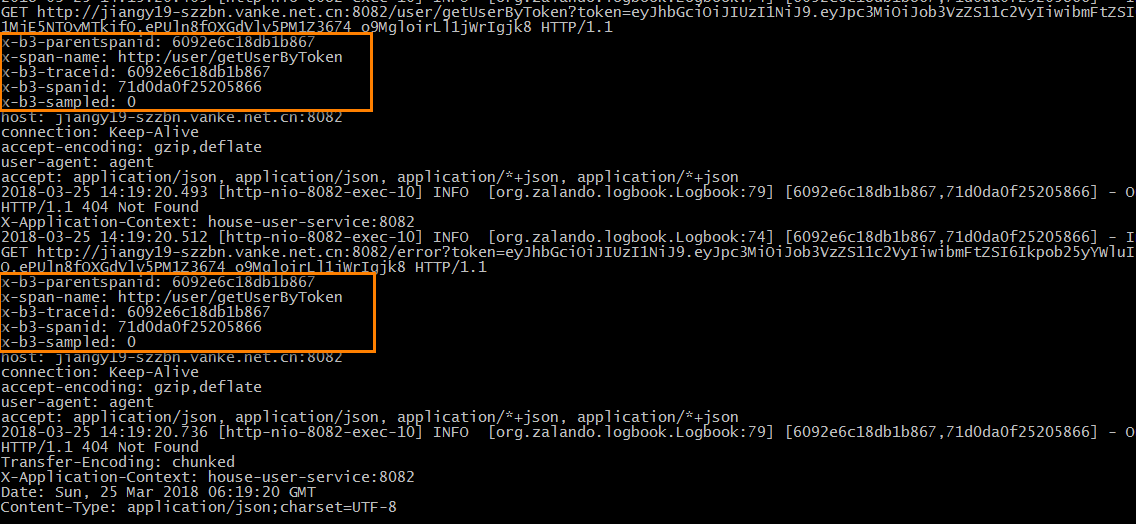 GET http://jiangy19-szzbn.vanke.net.cn:8082/user/getUserByToken?token=eyJhbGciOiJIUzI1NiJ9.eyJpc3MiOiJob3VzZS11c2VyIiwibmFtZSI
HTTP/1.1
x-b3-parentspanid: 6092e6c18db1b867
x-span-name: http:/user/getUserByToken
x-b3-traceid: 6092e6c18db1b867
x-b3-spanid: 71d0da0f25205866
x-b3-sampled: 0
host: jiangy19-szzbn.vanke.net.cn:8082
connection: Keep-Alive
accept-encoding: gzip,deflate
user-agent: agent
accept: application/json, application/json, application/*+json, application/*+json
2018-03-25 14:19:20.493 [http-nio-8082-exec-10] INFO  [org.zalando.logbook.Logbook:79] [6092e6c18db1b867,71d0da0f25205866] - O
HTTP/1.1 404 Not Found
X-Application-Context: house-user-service:8082
2018-03-25 14:19:20.512 [http-nio-8082-exec-10] INFO  [org.zalando.logbook.Logbook:74] [6092e6c18db1b867,71d0da0f25205866] - I
GET http://jiangy19-szzbn.vanke.net.cn:8082/error?token=eyJhbGciOiJIUzI1NiJ9.eyJpc3MiOiJob3VzZS11c2VyIiwibmFtZSI6Ikpob25yYWluI
HTTP/1.1
x-b3-parentspanid: 6092e6c18db1b867
x-span-name: http:/user/getUserByToken
x-b3-traceid: 6092e6c18db1b867
x-b3-spanid: 71d0da0f25205866
x-b3-sampled: 0
host: jiangy19-szzbn.vanke.net.cn:8082
connection: Keep-Alive
accept-encoding: gzip,deflate
user-agent: agent
accept: application/json, application/json, application/*+json, application/*+json
2018-03-25 14:19:20.736 [http-nio-8082-exec-10] INFO  [org.zalando.logbook.Logbook:79] [6092e6c18db1b867,71d0da0f25205866] - O
HTTP/1.1 404 Not Found
Transfer-Encoding: chunked
X-Application-Context: house-user-service:8082
Date: Sun, 25 Mar 2018 06:19:20 GMT
Content-Type: application/json;charset=UTF-8